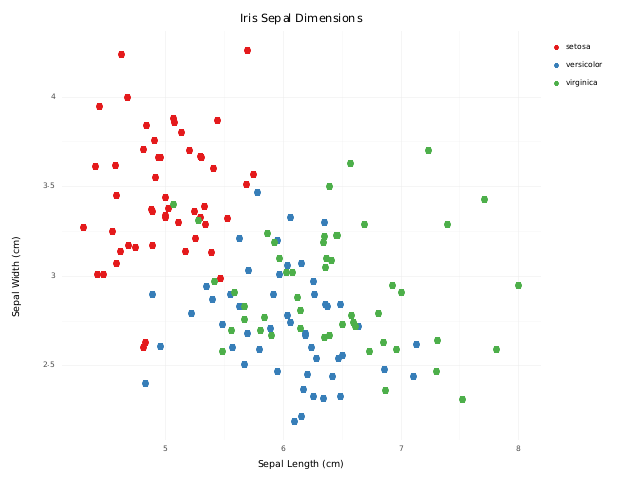 Iris Sepal Dimensions
setosa
versicolor
virginica
4
3.5
3
2.5
Sepal Width (cm)
5
6
7
8
Sepal Length (cm)